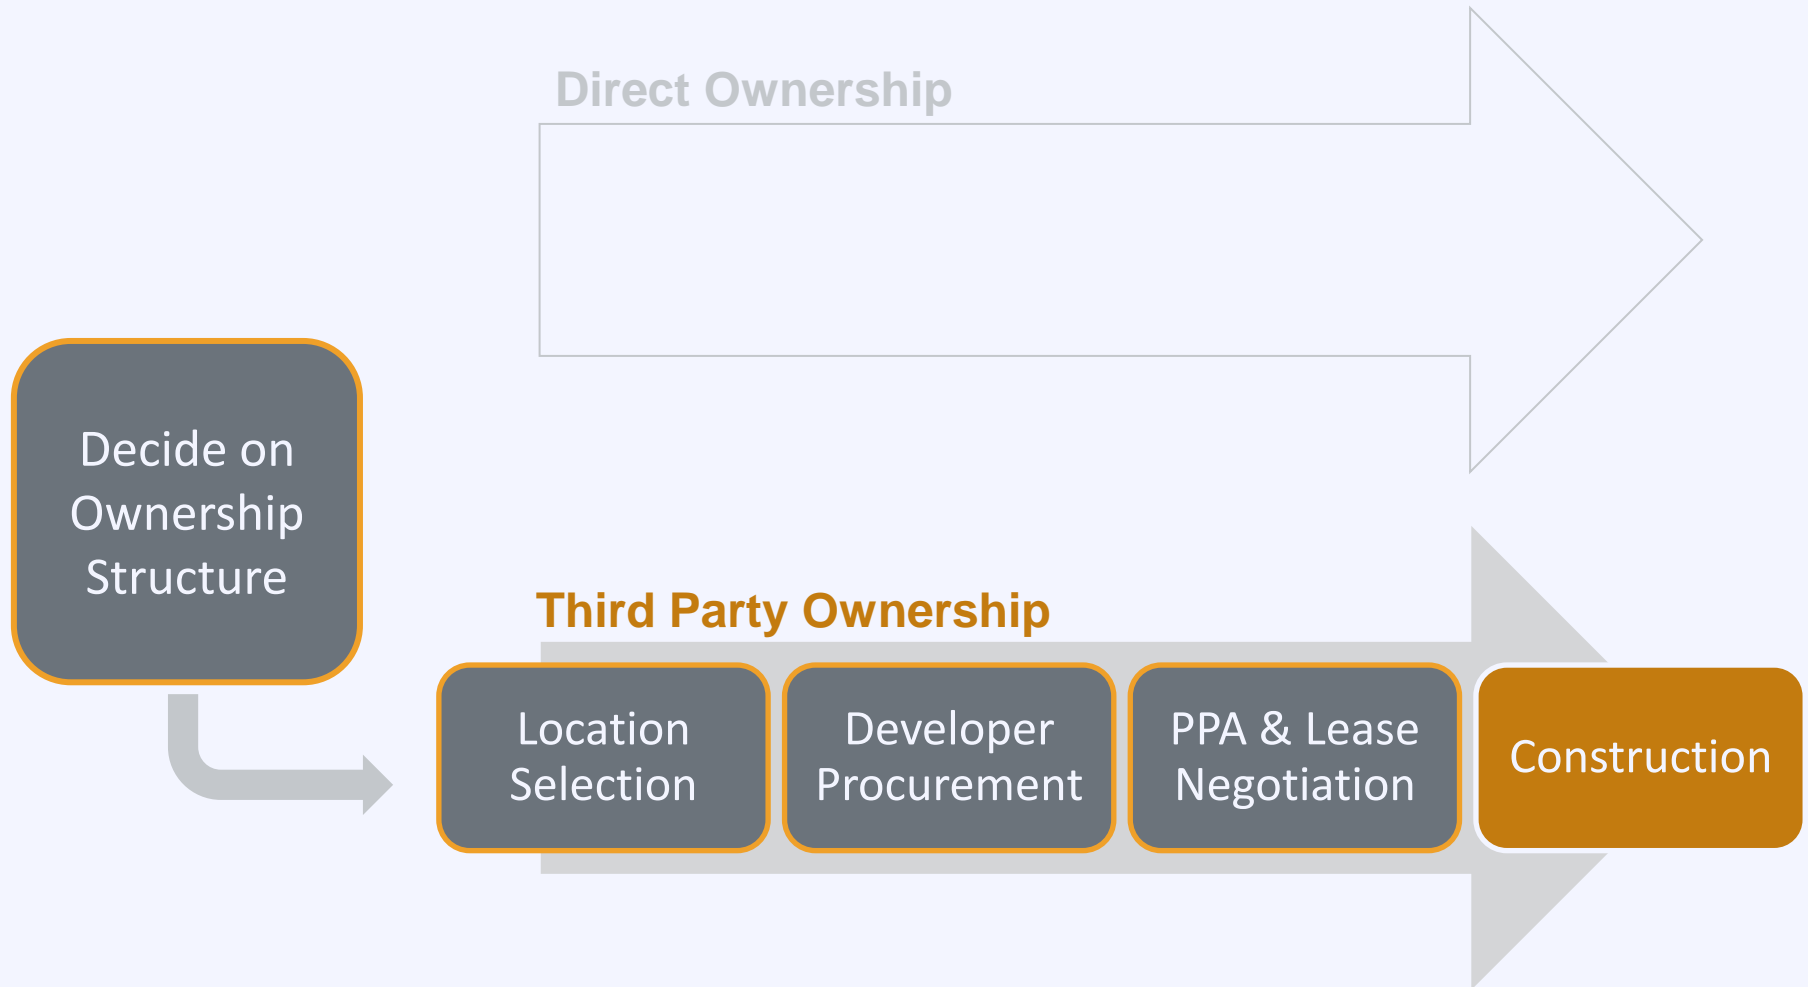 Direct Ownership
Decide on
Ownership
Structure
Third Party Ownership
Location
Selection
Developer
Procurement
PPA & Lease
Negotiation
Construction